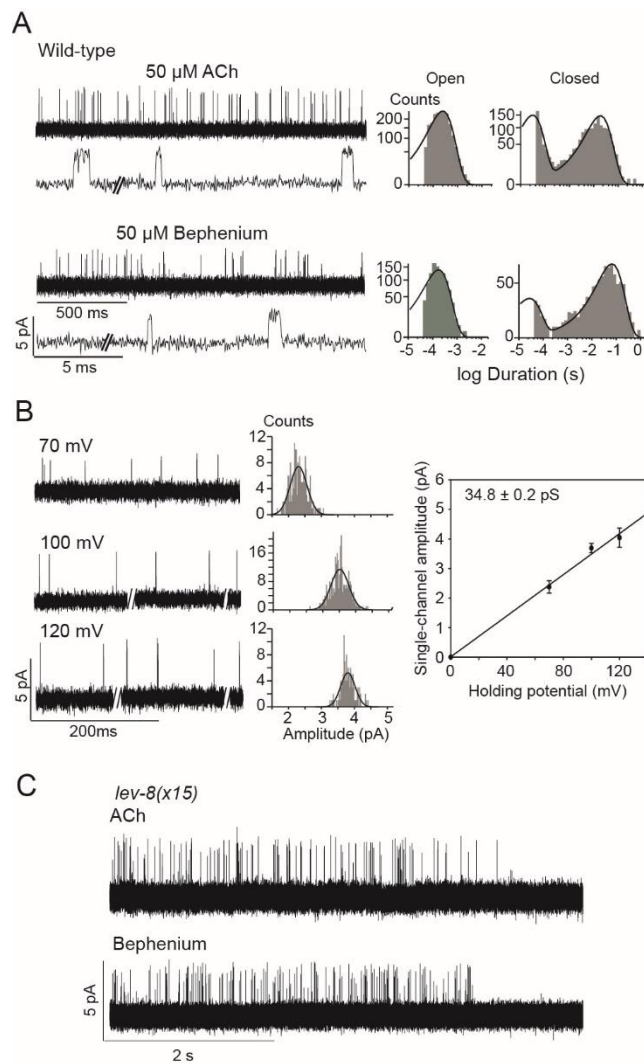 A
Wild-type
50 µM ACh
Open
Closed
Counts
200
100
0
150
100
50
0
50 µM Bephenium
500 ms
5 pA
5 ms
150
100
50
0
50
0
-5 -4 -3 -2
-5 -4 -3 -2 -1 0
log Duration (s)
B
Counts
70 mV
12
8
4
0
100 mV
16
8
0
120 mV
12
8
4
0
5 pA
200ms
2 3 4 5
Amplitude (pA)
34.8 ± 0.2 pS
Single-channel amplitude (pA)
6
5
4
3
2
1
0
0 40 80 120
Holding potential (mV)
C
lev-8(x15)
ACh
Bephenium
5 pA
2 s